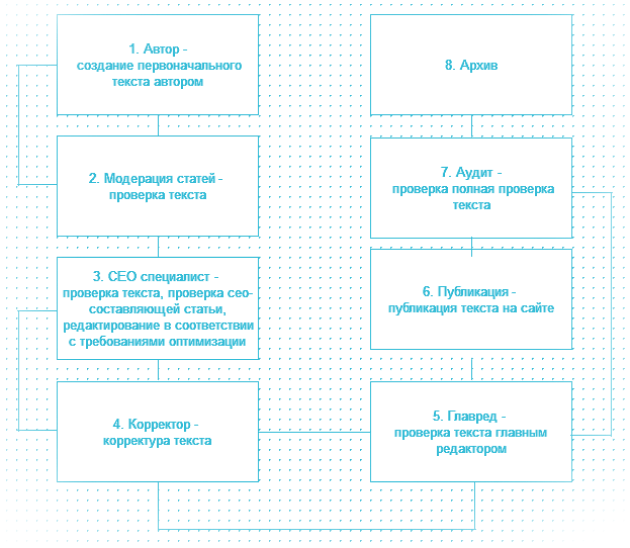 1. Автор -
создание первоначального
текста автором
2. Модерация статей -
проверка текста
3. СЕО специалист -
проверка текста, проверка сео-
составляющей статьи,
редактирование в соответствии
с требованиями оптимизации
4. Корректор -
корректура текста
8. Архив
7. Аудит -
проверка полная проверка
текста
6. Публикация -
публикация текста на сайте
5. Главред -
проверка текста главным
редактором